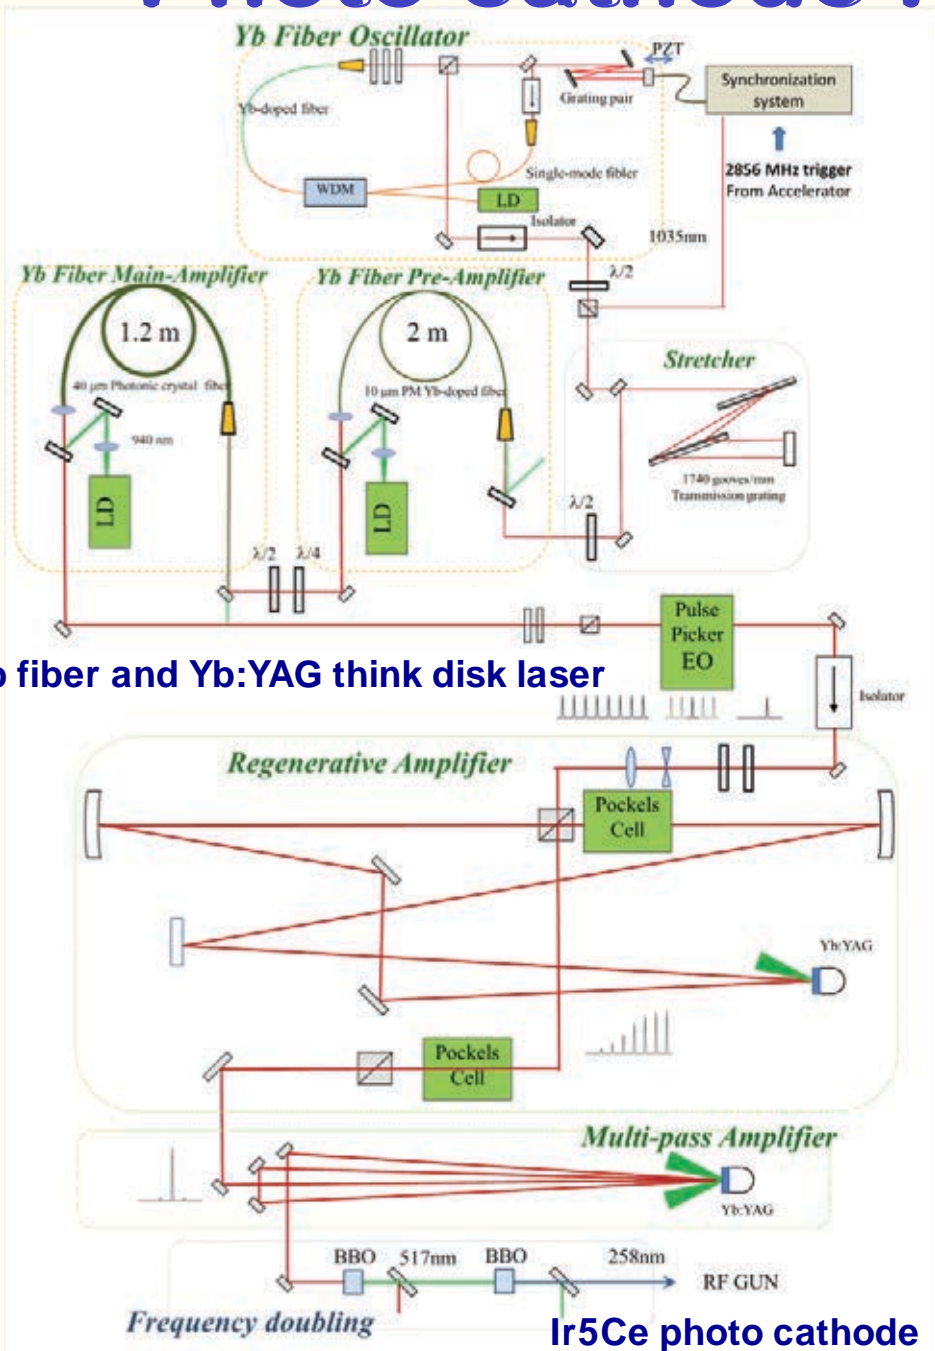 Yb Fiber Oscillator
PZT
Synchronization
system
Grating pair
Yb-doped fiber
2856 MHz trigger
From Accelerator
Single-mode fibler
WDM
LD
Isolator
1035nm
λ/2
Yb Fiber Main-Amplifier
Yb Fiber Pre-Amplifier
1.2 m
2 m
Stretcher
40 μm Photonic crystal fiber
10 μm PM Yb-doped fiber
940 nm
1740 gooves/mm
Transmission grating
LD
LD
λ/2
λ/2
λ/4
Pulse
Picker
EO
fiber and Yb:YAG think disk laser
Isolator
Regenerative Amplifier
Pockels
Cell
Yb:YAG
Pockels
Cell
Multi-pass Amplifier
Yb:YAG
BBO
517nm
BBO
258nm
RF GUN
Frequency doubling
Ir5Ce photo cathode